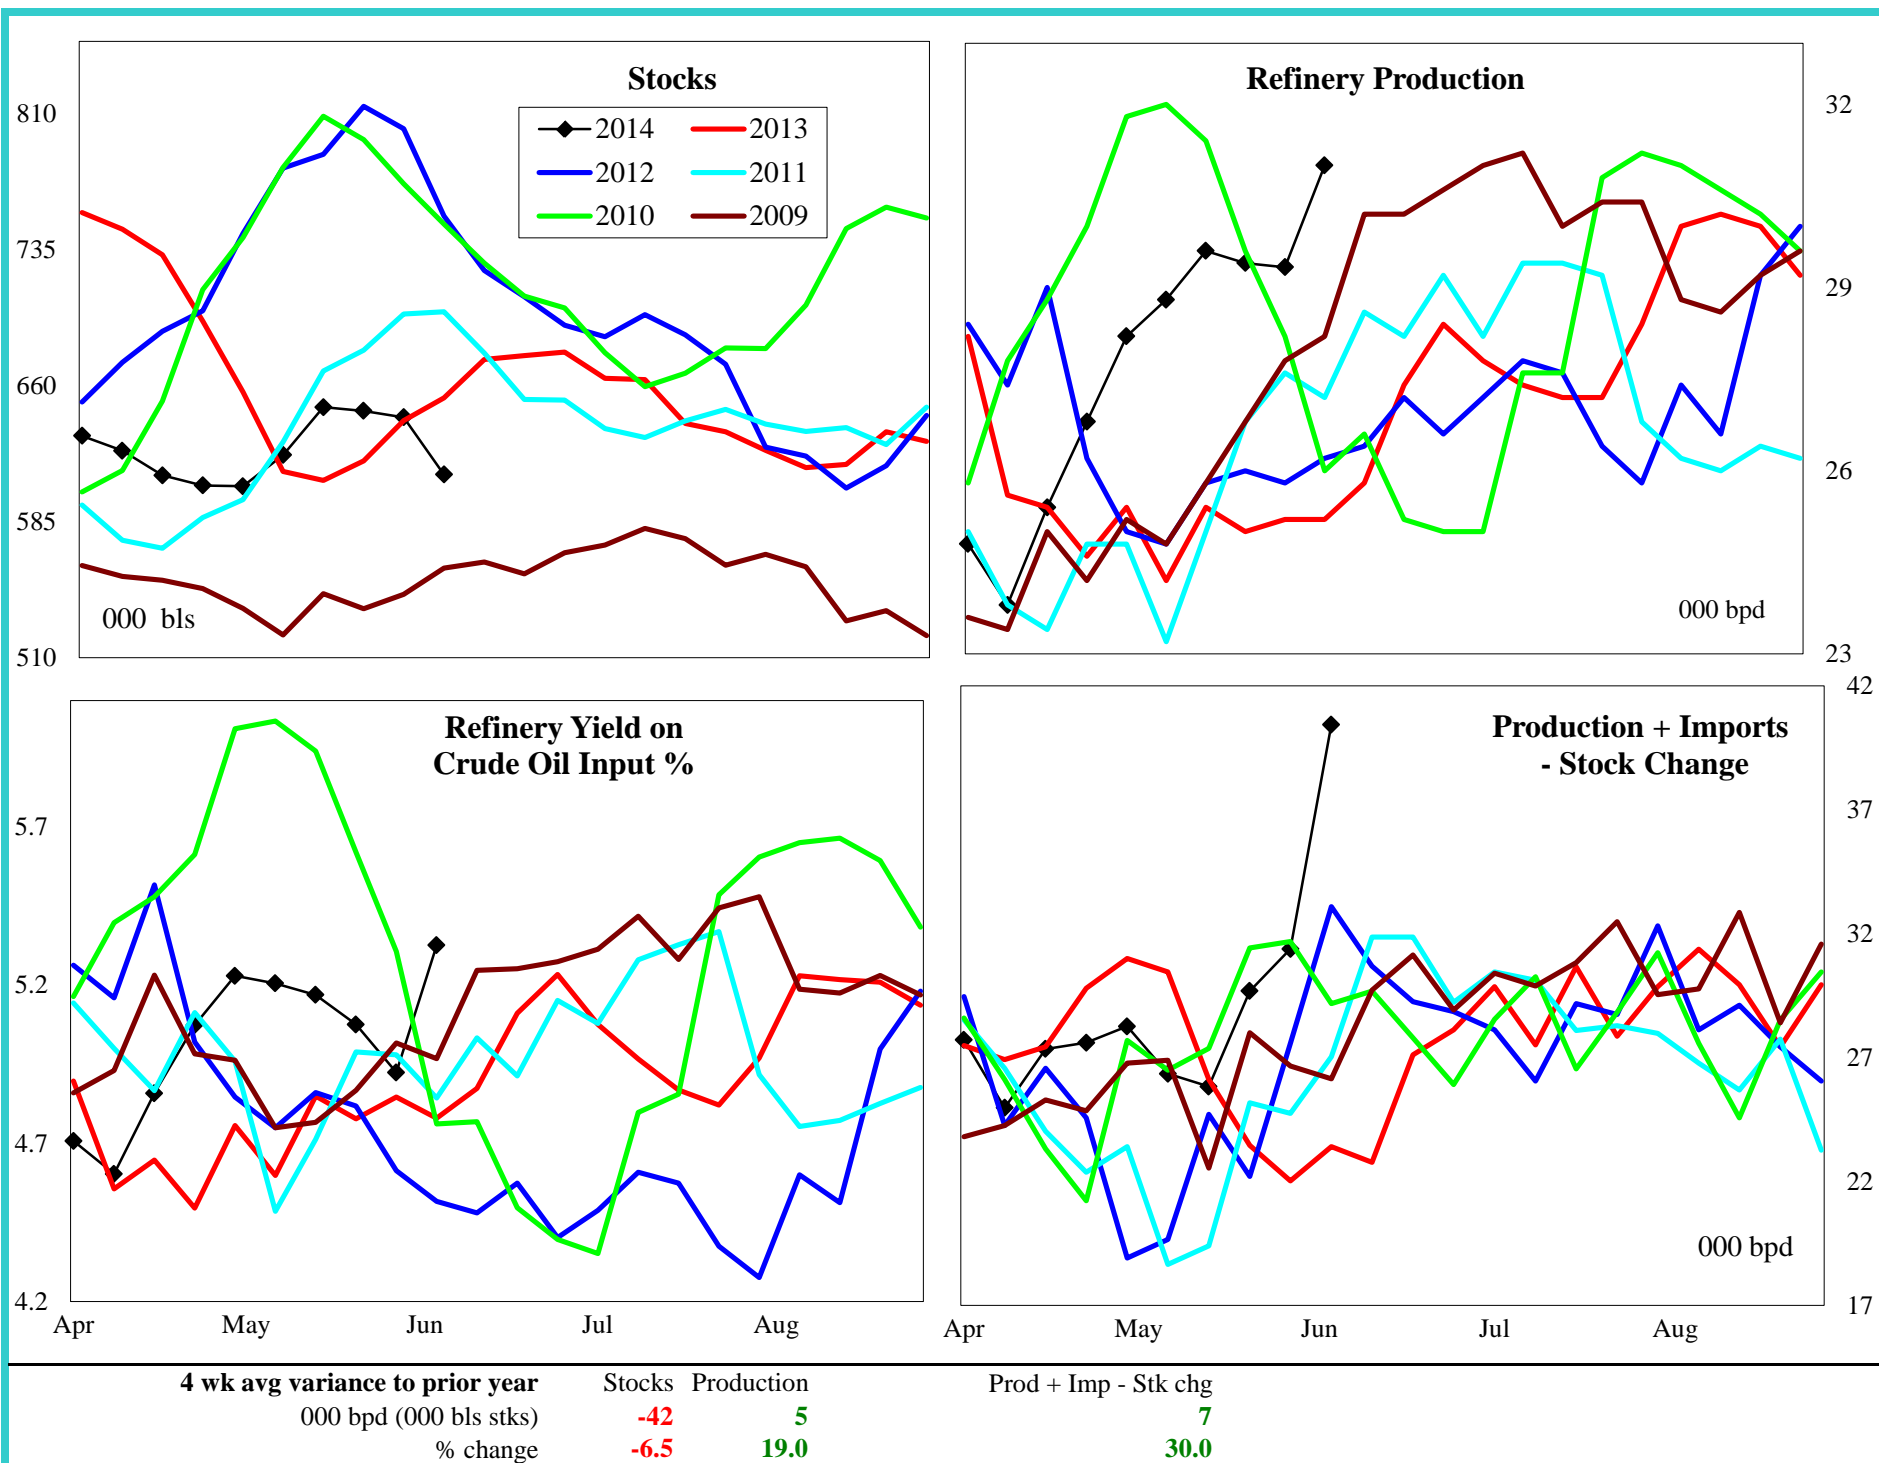 Stocks
810
735
660
585
510
2014 2013
2012 2011
2010 2009
000 bls
Refinery Production
32
29
26
23
000 bpd
Refinery Yield on
Crude Oil Input %
5.7
5.2
4.7
4.2
Apr May Jun Jul Aug
Production + Imports
- Stock Change
42
37
32
27
22
17
000 bpd
Apr May Jun Jul Aug
4 wk avg variance to prior year Stocks Production Prod + Imp - Stk chg
000 bpd (000 bls stks) -42 5 7
% change -6.5 19.0 30.0